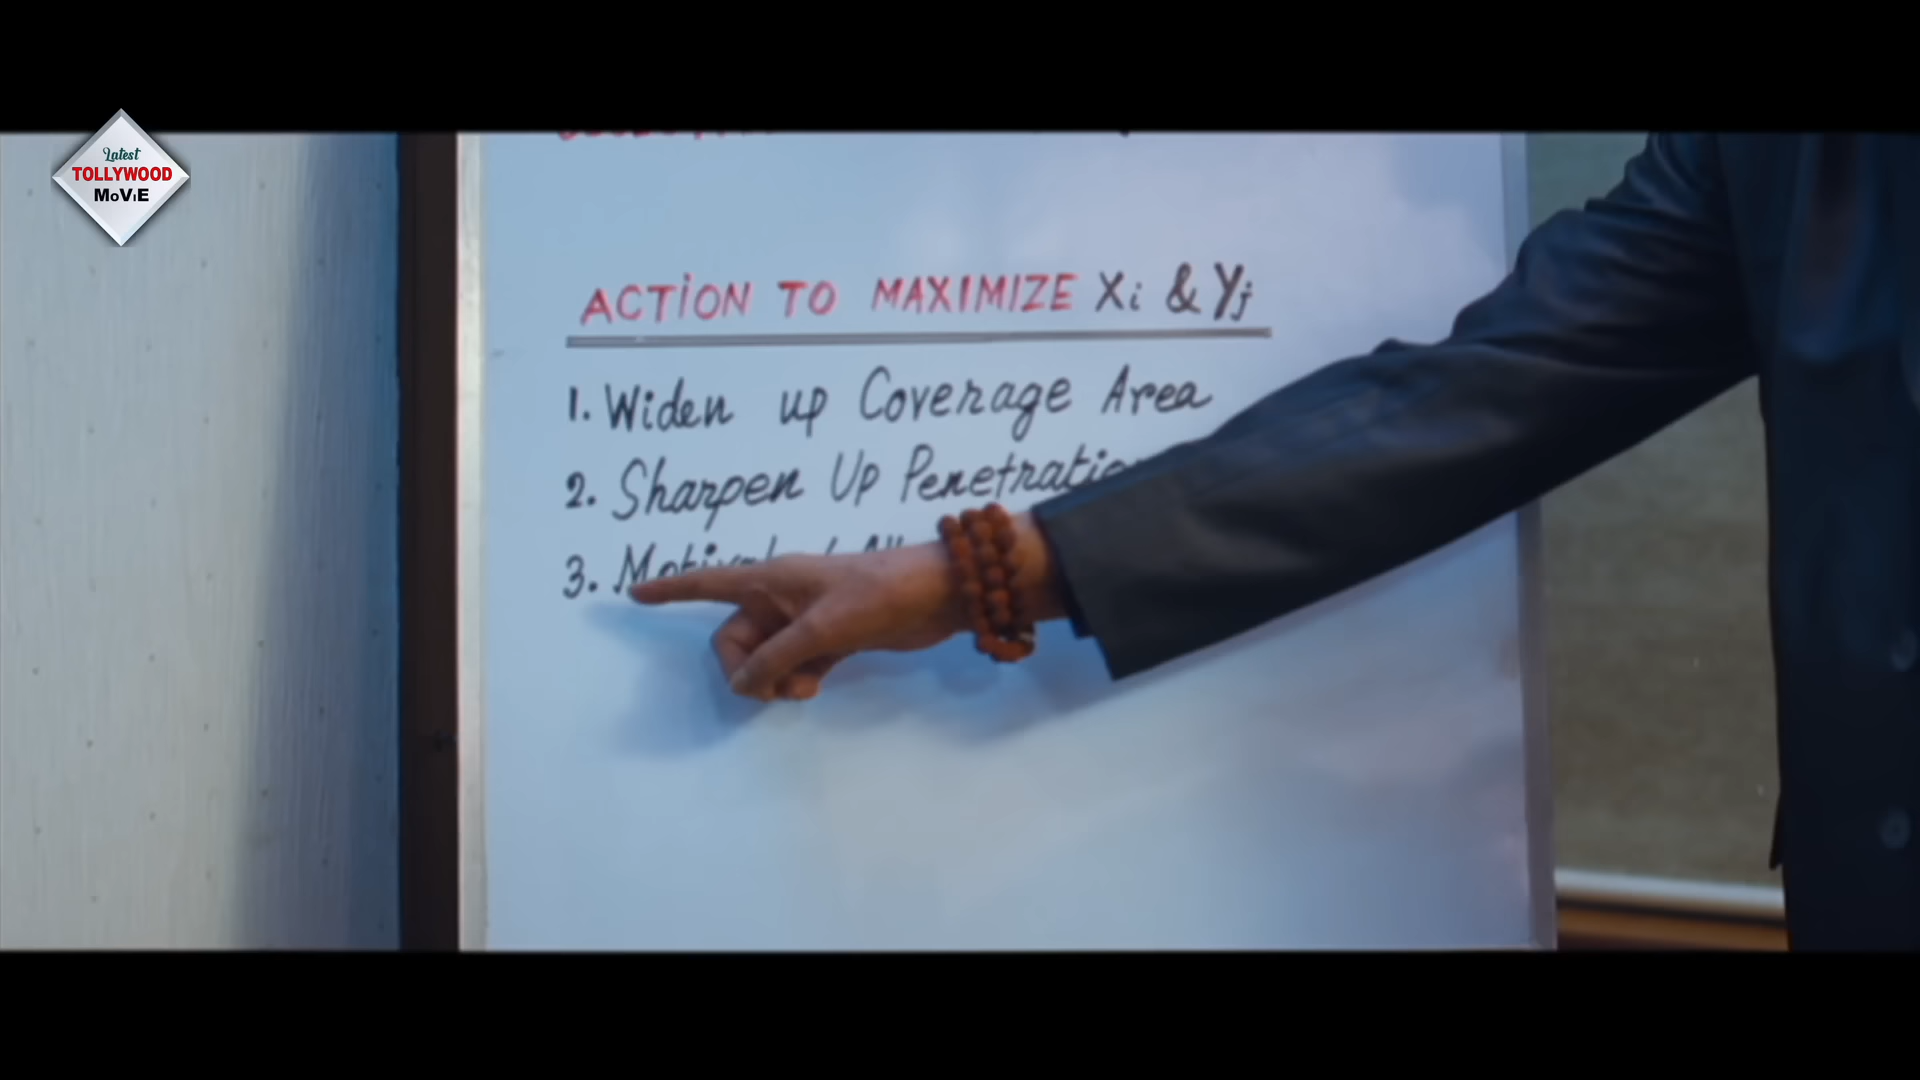 Latest
TOLLYWOOD
MoViE
ACTION TO MAXIMIZE Xi & Yj
1. Widen up Coverage Area
2. Sharpen Up
3.